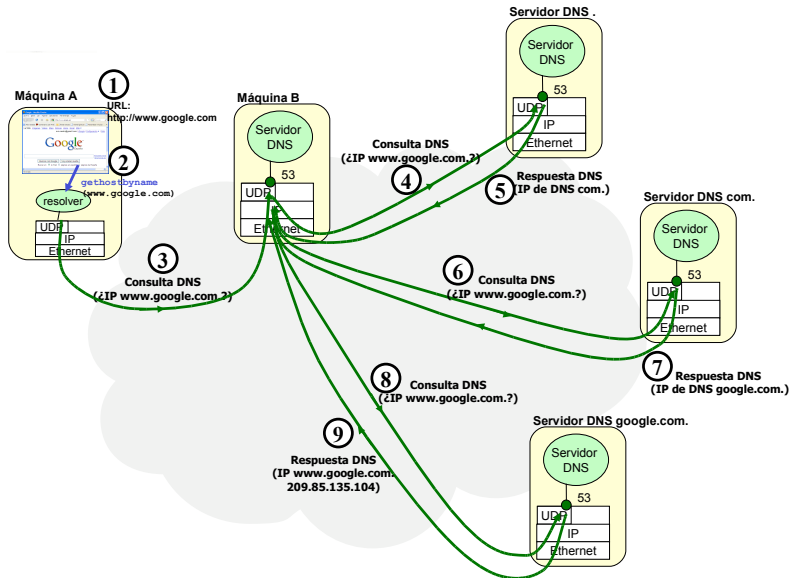 Servidor DNS .
Servidor
DNS
53
UDP
IP
Ethernet
1
URL:
http://www.google.com
Máquina A
Google
2
gethostbyname
(www.google.com)
resolver
UDP
IP
Ethernet
Máquina B
Servidor
DNS
53
UDP
IP
Ethernet
3
Consulta DNS
(¿IP www.google.com.?)
Consulta DNS
(¿IP www.google.com.?)
4
5
Respuesta DNS
(IP de DNS com.)
Servidor DNS com.
Servidor
DNS
53
UDP
IP
Ethernet
6
Consulta DNS
(¿IP www.google.com.?)
7
Respuesta DNS
(IP de DNS google.com.)
8
Consulta DNS
(¿IP www.google.com.?)
9
Respuesta DNS
(IP www.google.com.
209.85.135.104)
Servidor DNS google.com.
Servidor
DNS
53
UDP
IP
Ethernet